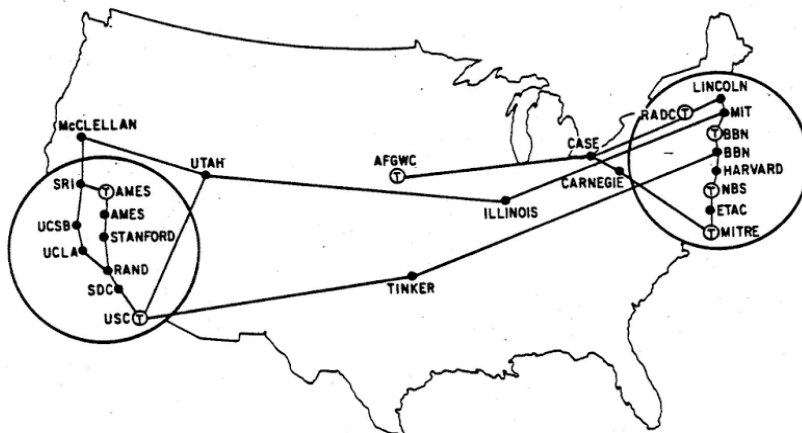 LINCOLN
RADC T
MIT
T BBN
McCLELLAN
CASE
BBN
UTAH
AFGWC
T
HARVARD
CARNEGIE
SRI
T AMES
T NBS
ILLINOIS
AMES
ETAC
UCSB
STANFORD
T MITRE
UCLA
RAND
TINKER
SDC
USC T